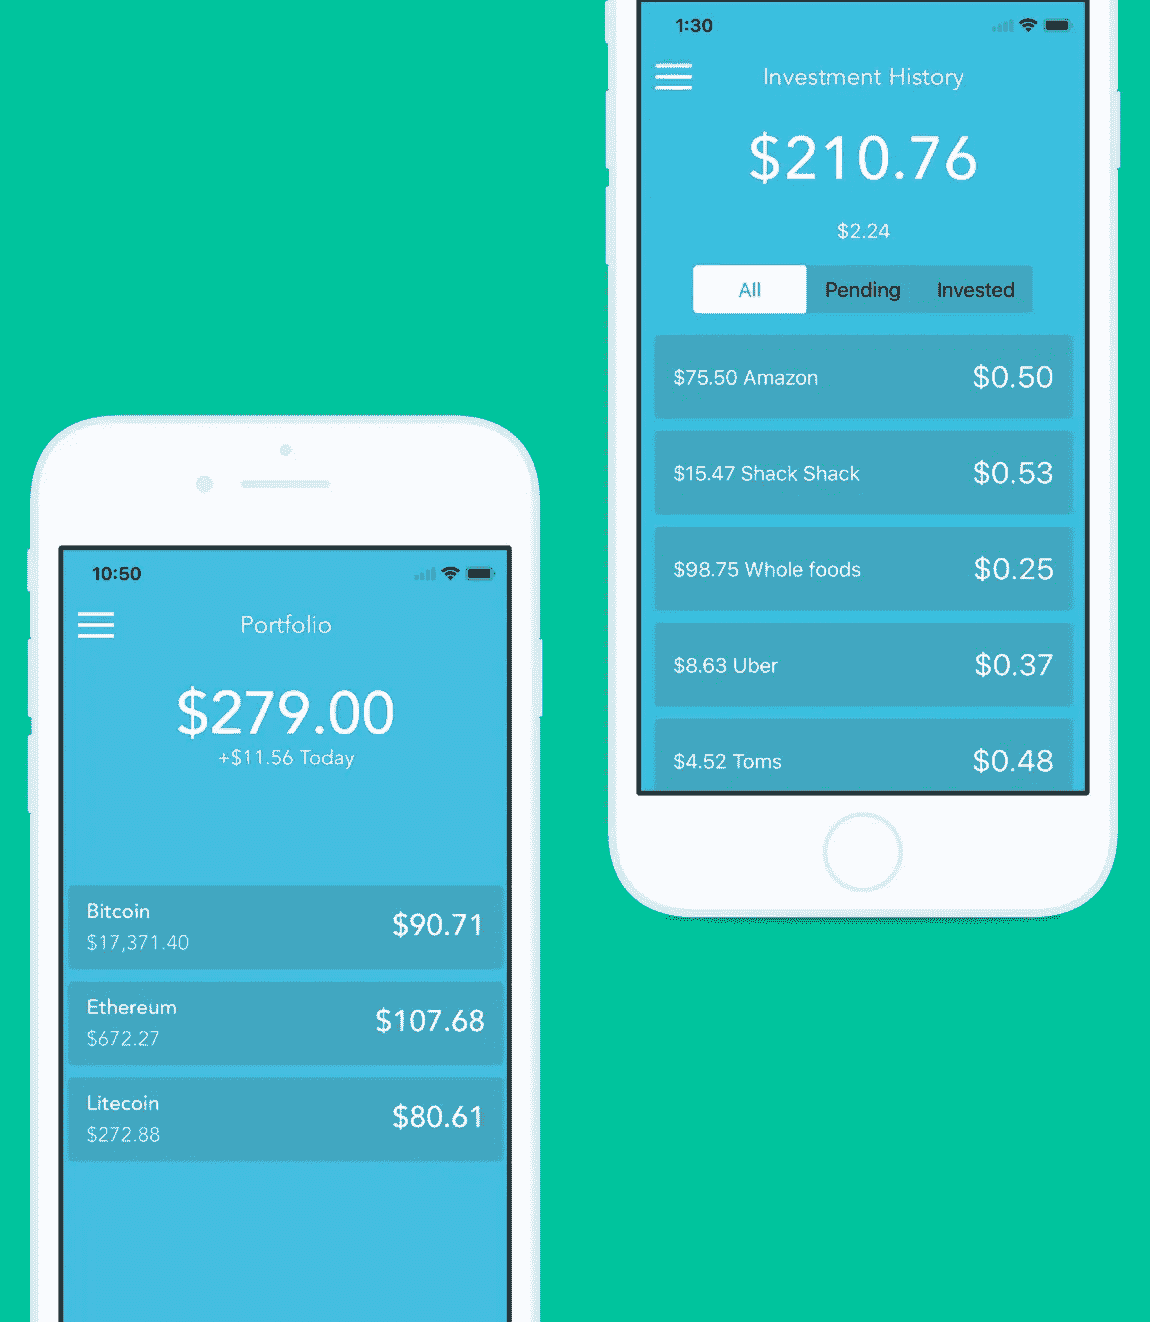 1:30
Investment History
$210.76
$2.24
All Pending Invested
$75.50 Amazon $0.50
$15.47 Shack Shack $0.53
$98.75 Whole foods $0.25
$8.63 Uber $0.37
$4.52 Toms $0.48
10:50
Portfolio
$279.00
+$11.56 Today
Bitcoin
$17,371.40
$90.71
Ethereum
$672.27
$107.68
Litecoin
$272.88
$80.61